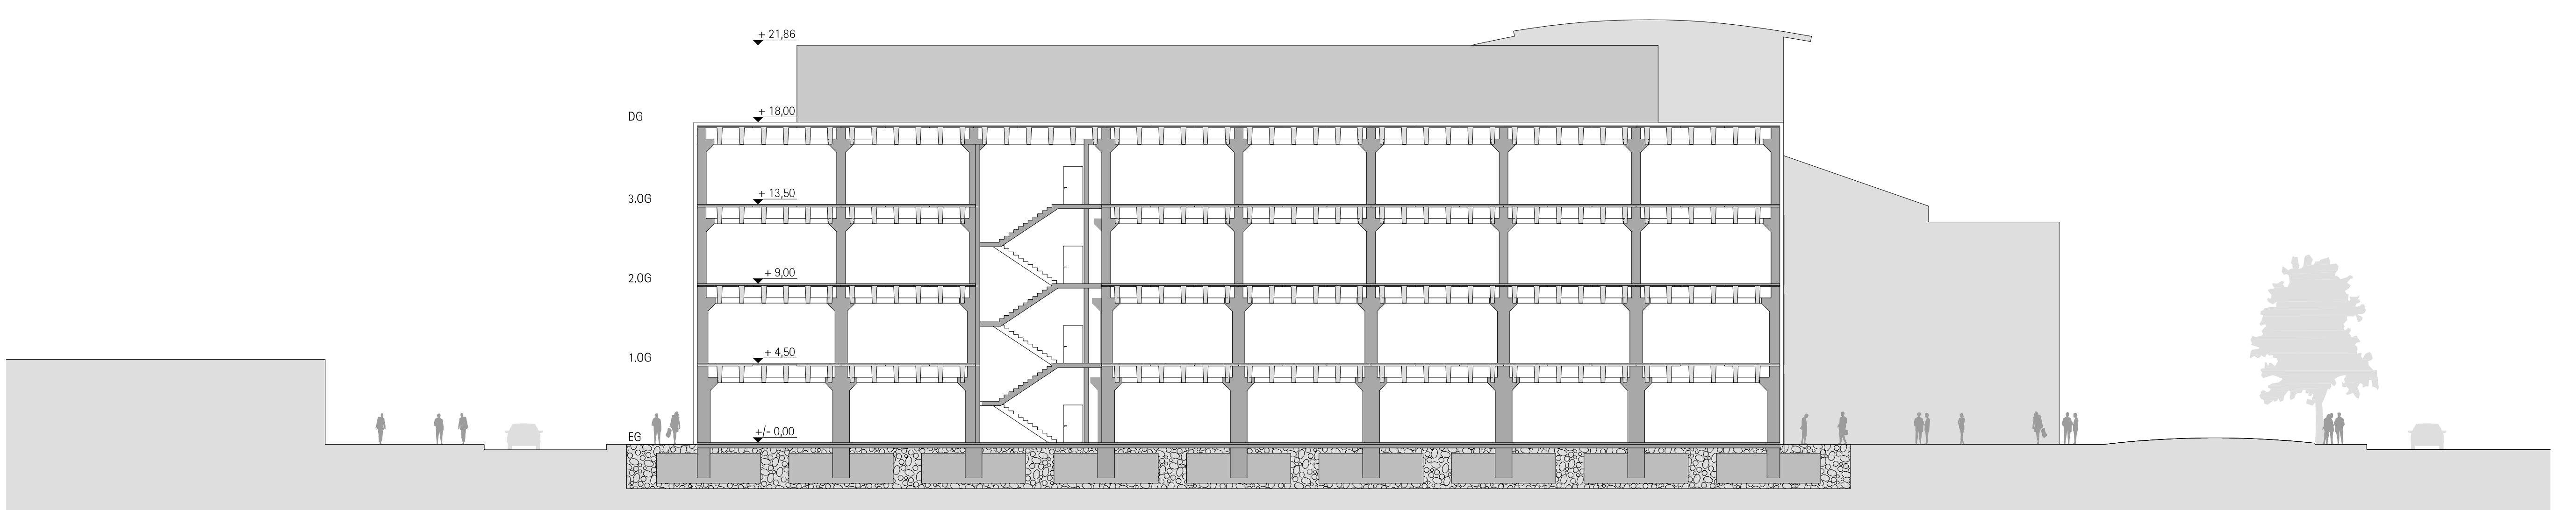 + 21,86
+ 18,00
DG
+ 13,50
3.OG
+ 9,00
2.OG
+ 4,50
1.OG
+/- 0,00
EG